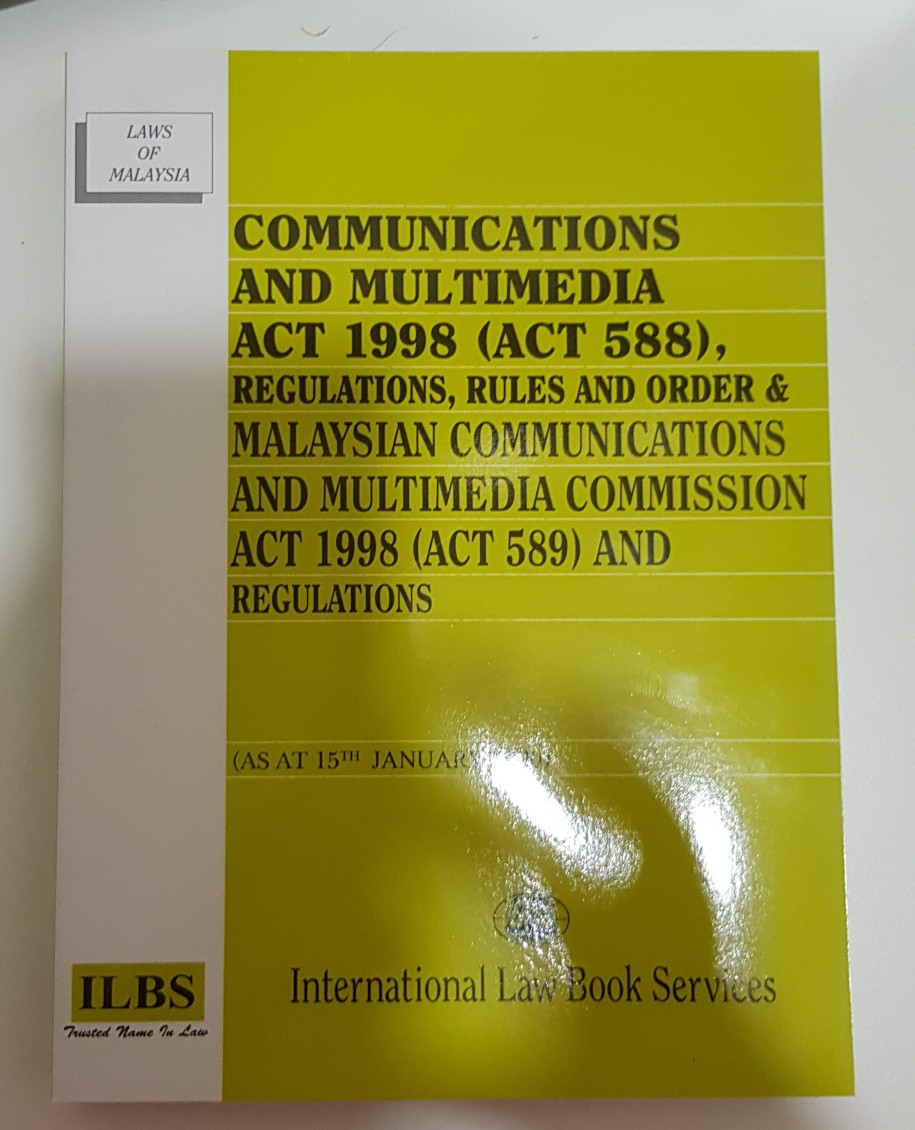 LAWS
OF
MALAYSIA
COMMUNICATIONS
AND MULTIMEDIA
ACT 1998 (ACT 588),
REGULATIONS, RULES AND ORDER &
MALAYSIAN COMMUNICATIONS
AND MULTIMEDIA COMMISSION
ACT 1998 (ACT 589) AND
REGULATIONS
(AS AT 15TH JANUARY
International Law Book Services
ILBS
Trusted Name In Law